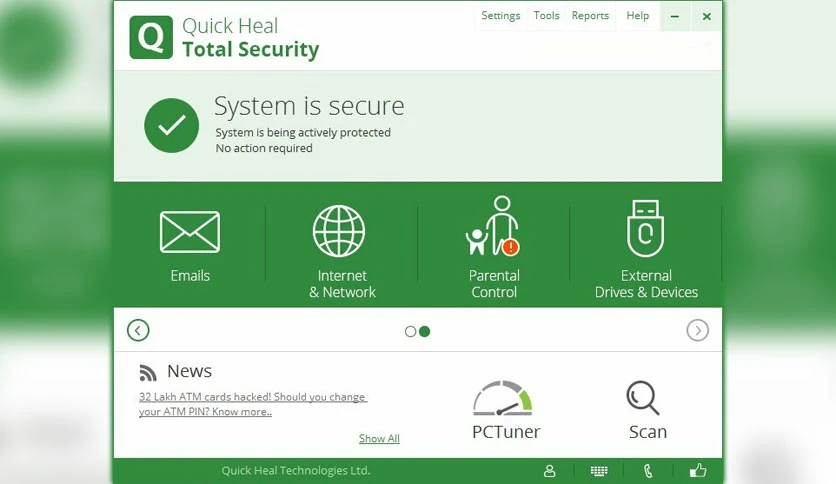 Quick Heal
Total Security
Settings Tools Reports Help
System is secure
System is being actively protected
No action required
Emails
Internet
& Network
Parental
Control
External
Drives & Devices
News
32 Lakh ATM cards hacked! Should you change
your ATM PIN? Know more..
Show All
PCTuner
Scan
Quick Heal Technologies Ltd.